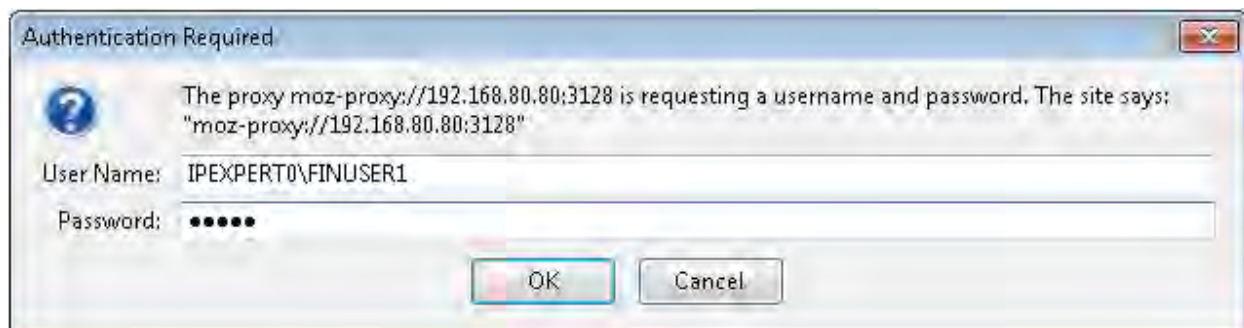 Authentication Required
The proxy moz-proxy://192.168.80.80:3128 is requesting a username and password. The site says:
"moz-proxy://192.168.80.80:3128"
User Name: IPEXPERT0\FINUSER1
Password: •••••
OK Cancel